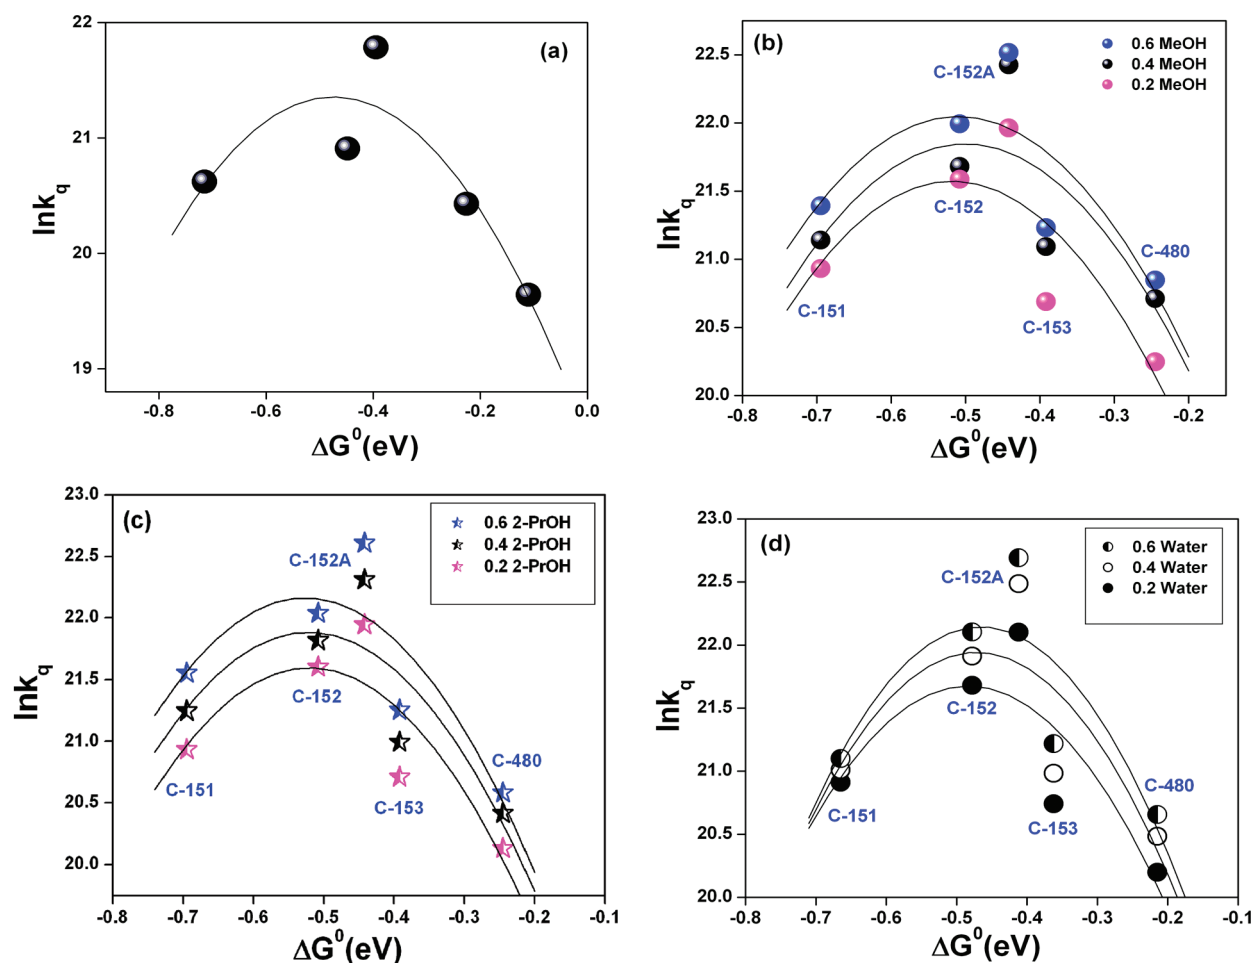 (a)
22
21
20
19
lnkq
-0.8
-0.6
-0.4
-0.2
0.0
ΔG⁰(eV)
(b)
0.6 MeOH
0.4 MeOH
0.2 MeOH
22.5
22.0
21.5
21.0
20.5
20.0
lnkq
C-152A
C-152
C-480
C-151
C-153
-0.8
-0.7
-0.6
-0.5
-0.4
-0.3
-0.2
ΔG⁰(eV)
(c)
0.6 2-PrOH
0.4 2-PrOH
0.2 2-PrOH
23.0
22.5
22.0
21.5
21.0
20.5
20.0
lnkq
C-152A
C-152
C-480
C-151
C-153
-0.8
-0.7
-0.6
-0.5
-0.4
-0.3
-0.2
-0.1
ΔG⁰(eV)
(d)
0.6 Water
0.4 Water
0.2 Water
23.0
22.5
22.0
21.5
21.0
20.5
20.0
lnkq
C-152A
C-152
C-480
C-151
C-153
-0.8
-0.7
-0.6
-0.5
-0.4
-0.3
-0.2
-0.1
ΔG⁰(eV)